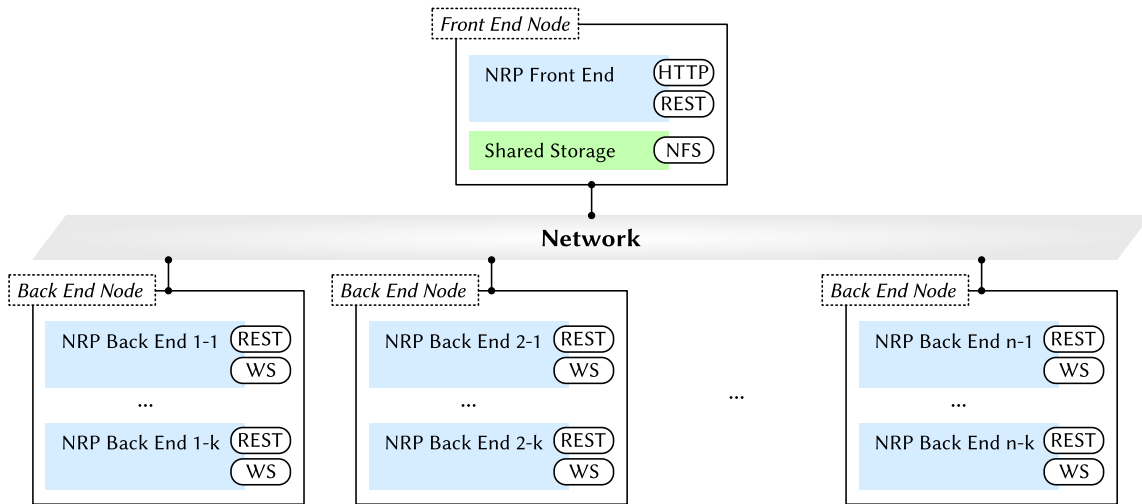 Front End Node
NRP Front End
HTTP
REST
Shared Storage
NFS
Network
Back End Node
NRP Back End 1-1
REST
WS
...
NRP Back End 1-k
REST
WS
Back End Node
NRP Back End 2-1
REST
WS
...
NRP Back End 2-k
REST
WS
...
Back End Node
NRP Back End n-1
REST
WS
...
NRP Back End n-k
REST
WS